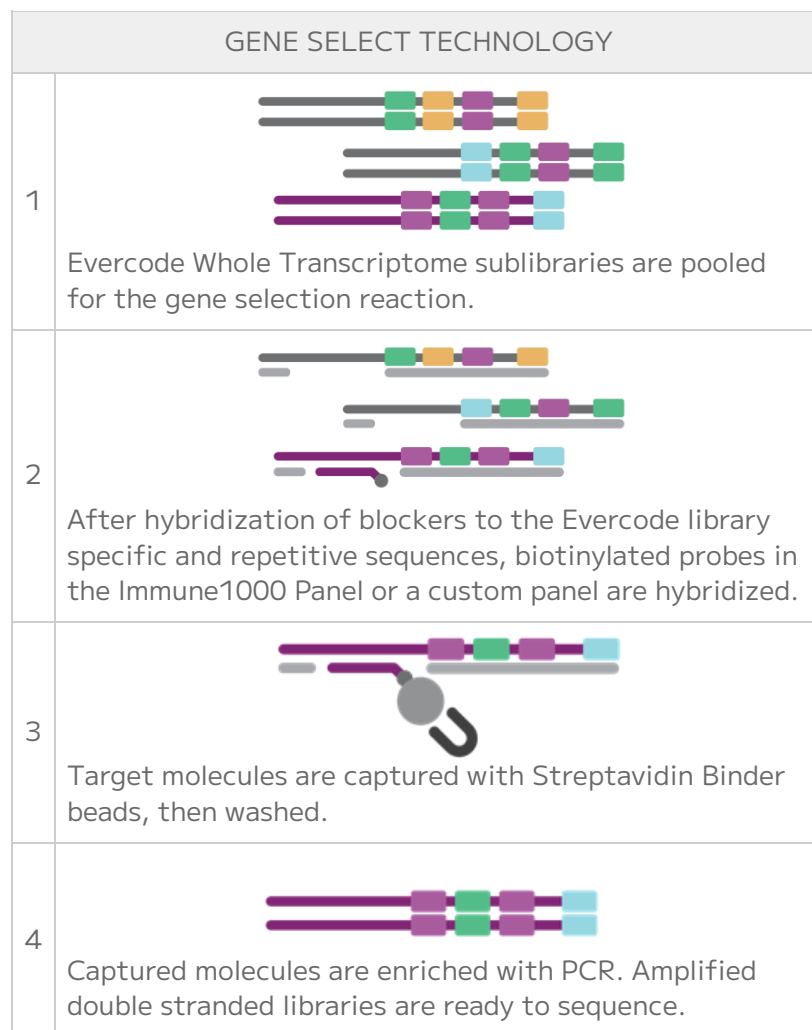 GENE SELECT TECHNOLOGY
1
Evercode Whole Transcriptome sublibraries are pooled
for the gene selection reaction.
2
After hybridization of blockers to the Evercode library
specific and repetitive sequences, biotinylated probes in
the Immune1000 Panel or a custom panel are hybridized.
3
Target molecules are captured with Streptavidin Binder
beads, then washed.
4
Captured molecules are enriched with PCR. Amplified
double stranded libraries are ready to sequence.